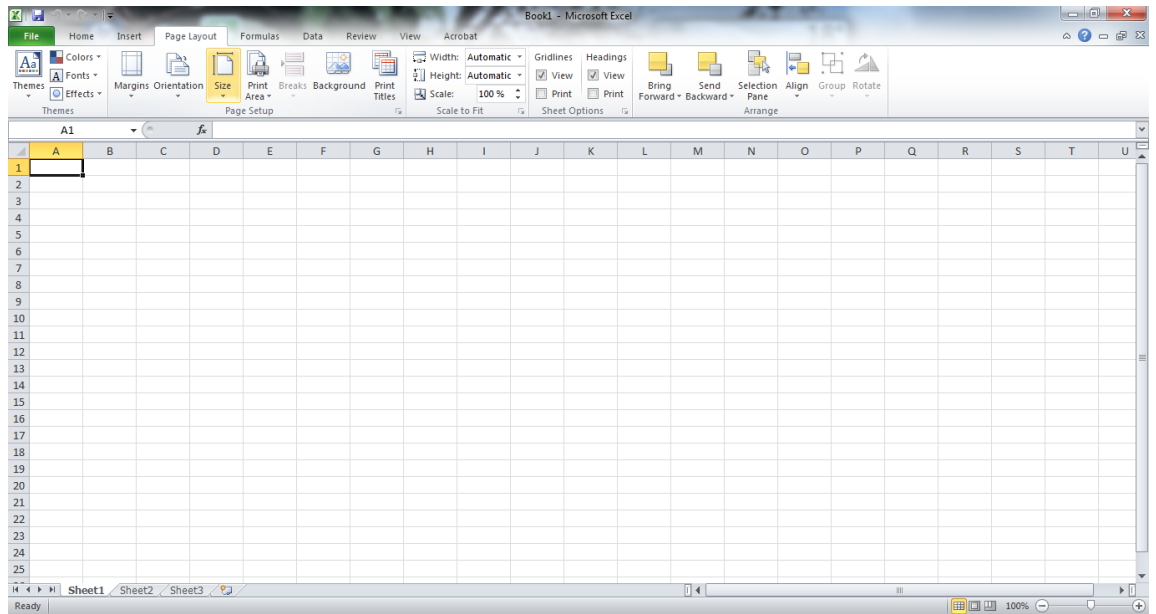 Book1 - Microsoft Excel
File Home Insert Page Layout Formulas Data Review View Acrobat
Themes
Colors
Fonts
Effects
Themes
Margins Orientation Size Print Area Breaks Background Print Titles
Page Setup
Width: Automatic
Height: Automatic
Scale: 100 %
Scale to Fit
Gridlines Headings
View View
Print Print
Sheet Options
Bring Forward Send Backward Selection Pane Align Group Rotate
Arrange
A1 fx
A B C D E F G H I J K L M N O P Q R S T U
1
2
3
4
5
6
7
8
9
10
11
12
13
14
15
16
17
18
19
20
21
22
23
24
25
Sheet1 Sheet2 Sheet3
Ready 100%